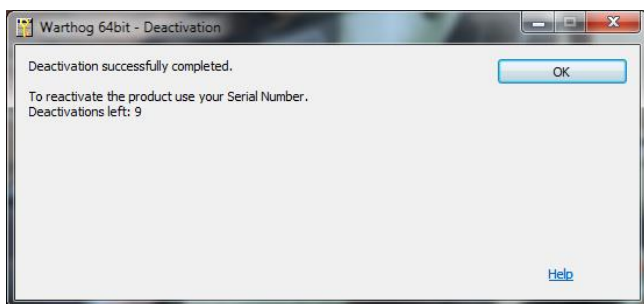 Warthog 64bit - Deactivation
Deactivation successfully completed.
OK
To reactivate the product use your Serial Number.
Deactivations left: 9
Help